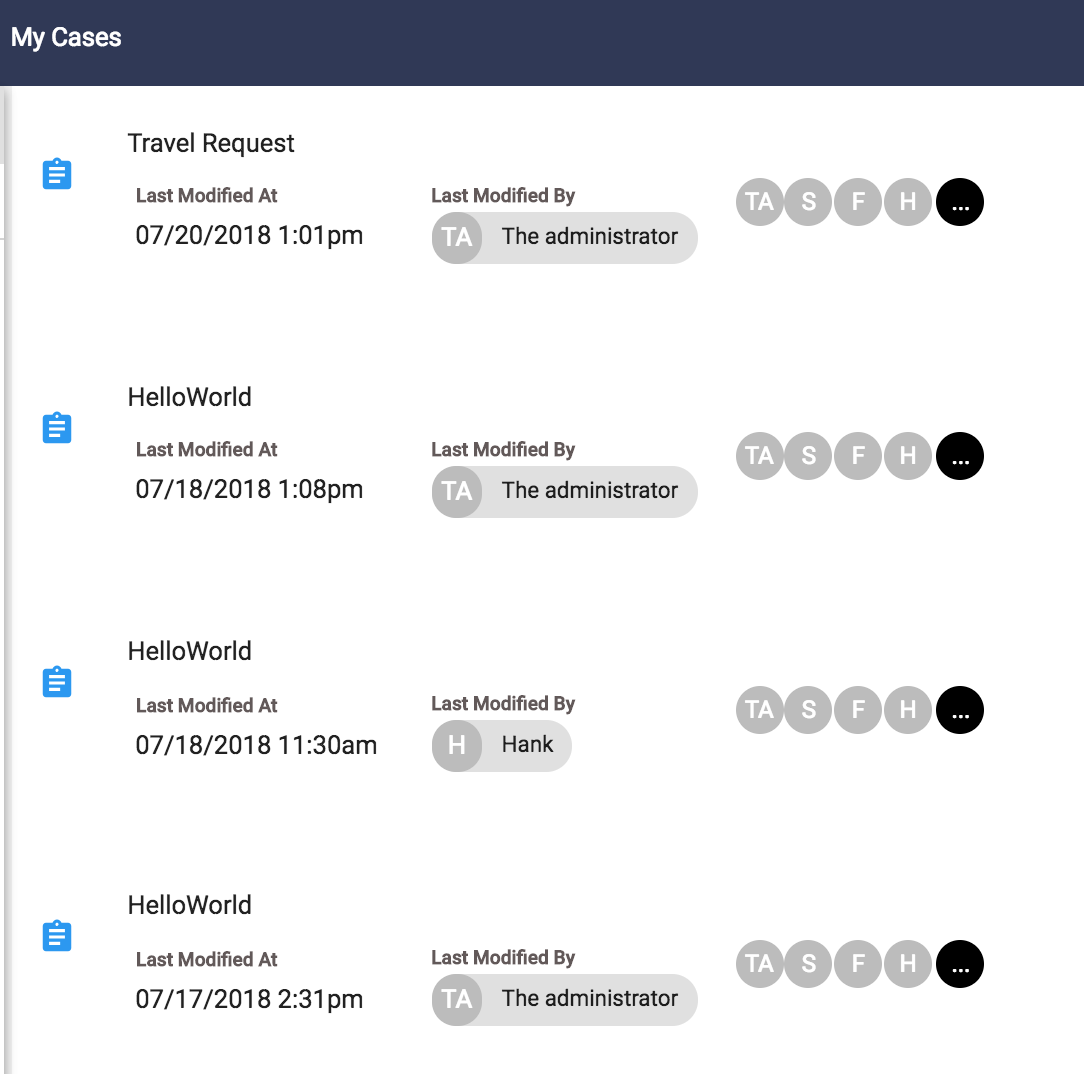 My Cases
Travel Request
Last Modified At
07/20/2018 1:01pm
Last Modified By
TA The administrator
TA S F H ...
HelloWorld
Last Modified At
07/18/2018 1:08pm
Last Modified By
TA The administrator
TA S F H ...
HelloWorld
Last Modified At
07/18/2018 11:30am
Last Modified By
H Hank
TA S F H ...
HelloWorld
Last Modified At
07/17/2018 2:31pm
Last Modified By
TA The administrator
TA S F H ...